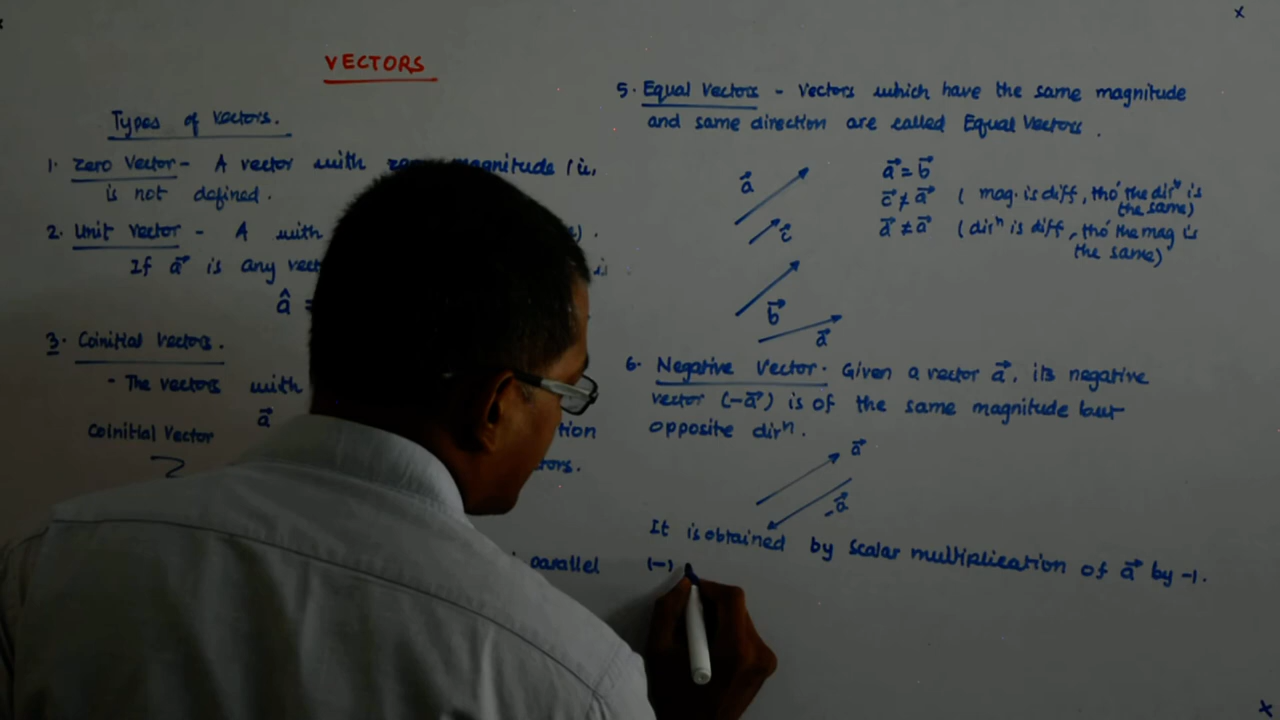 VECTORS
Types of Vectors.
1. Zero Vector - A vector with magnitude (i.e,
is not defined.
2. Unit Vector - A with ) .
If a⃗ is any is
â =
3. Coinitial Vectors.
- The vectors with
a⃗
Coinitial Vector
parallel
5. Equal Vectors - Vectors which have the same magnitude
and same direction are called Equal Vectors .
a⃗
c⃗
b⃗
d⃗
a⃗ = b⃗
c⃗ ≠ a⃗ ( mag. is diff, tho' the dirⁿ is
the same)
d⃗ ≠ a⃗ (dirⁿ is diff, tho' the mag is
the same)
6. Negative Vector. Given a vector a⃗, its negative
vector (-a⃗) is of the same magnitude but
opposite dirⁿ.
a⃗
-a⃗
It is obtained by scalar multiplication of a⃗ by -1.
(-)